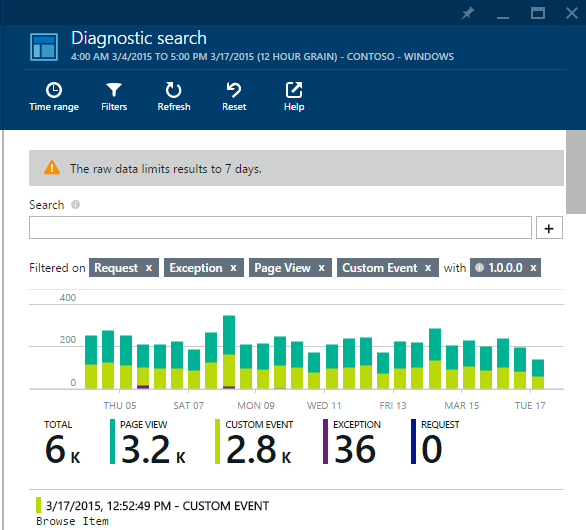 Diagnostic search
4:00 AM 3/4/2015 TO 5:00 PM 3/17/2015 (12 HOUR GRAIN) - CONTOSO - WINDOWS
Time range Filters Refresh Reset Help
The raw data limits results to 7 days.
Search
+
Filtered on Request x Exception x Page View x Custom Event x with 1.0.0.0 x
400
200
0
THU 05 SAT 07 MON 09 WED 11 FRI 13 MAR 15 TUE 17
TOTAL PAGE VIEW CUSTOM EVENT EXCEPTION REQUEST
6 K 3.2 K 2.8 K 36 0
3/17/2015, 12:52:49 PM - CUSTOM EVENT
Browse Item